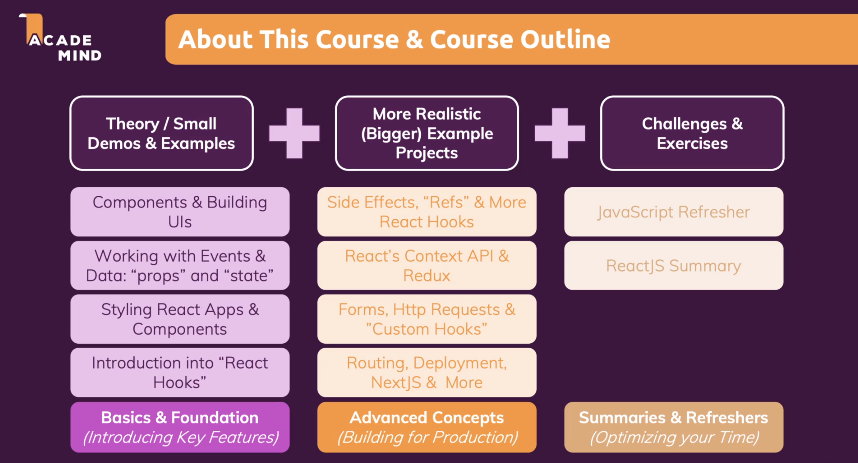 ACADE
MIND
About This Course & Course Outline
Theory / Small
Demos & Examples
More Realistic
(Bigger) Example
Projects
Challenges &
Exercises
Components & Building
UIs
Working with Events &
Data: “props” and “state”
Styling React Apps &
Components
Introduction into “React
Hooks”
Basics & Foundation
(Introducing Key Features)
Side Effects, “Refs” & More
React Hooks
React’s Context API &
Redux
Forms, Http Requests &
”Custom Hooks”
Routing, Deployment,
NextJS & More
Advanced Concepts
(Building for Production)
JavaScript Refresher
ReactJS Summary
Summaries & Refreshers
(Optimizing your Time)